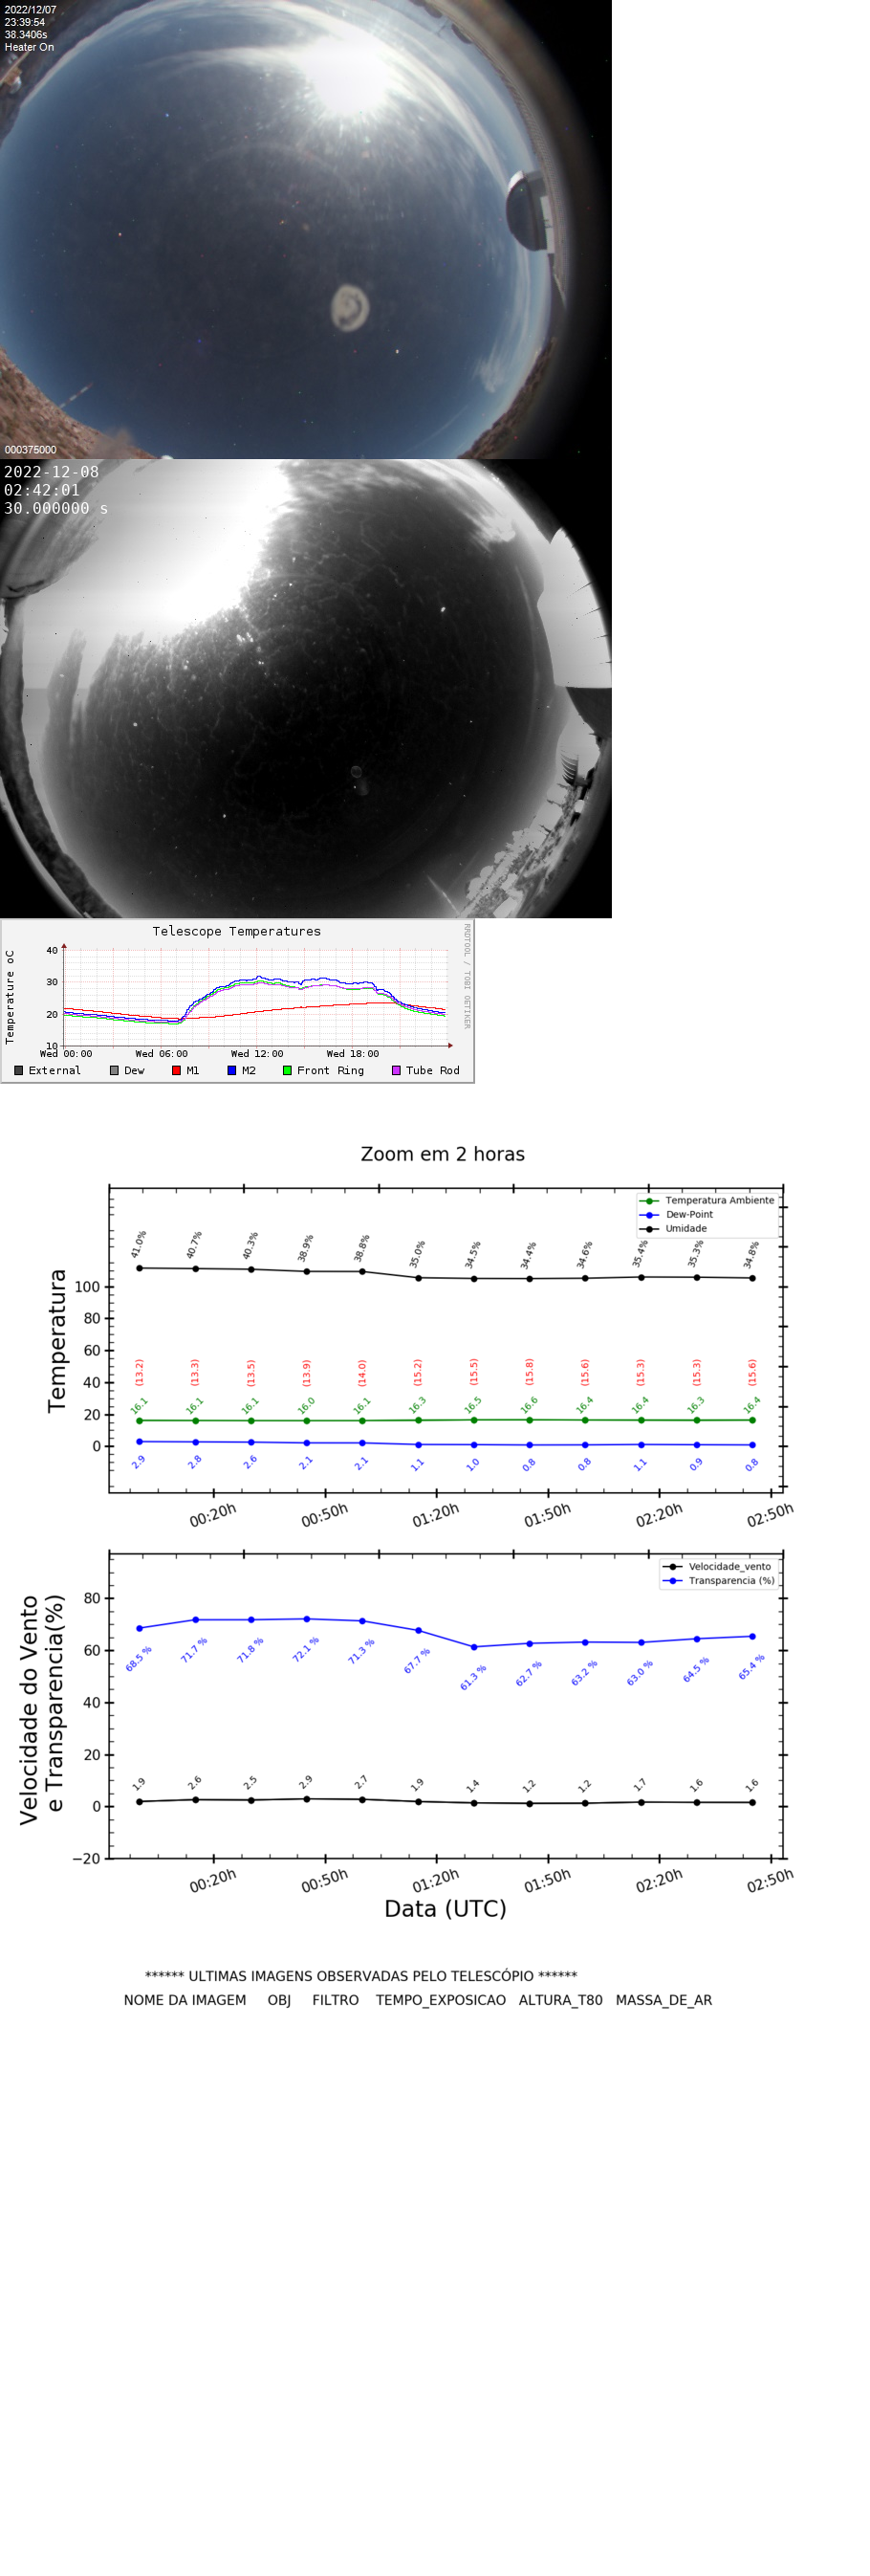 2022/12/07
23:39:54
38.3406s
Heater On
000375000
2022-12-08
02:42:01
30.000000 s
Telescope Temperatures
RRDTOOL / TOBI OETIKER
Temperature oC
40
30
20
10
Wed 00:00 Wed 06:00 Wed 12:00 Wed 18:00
External Dew M1 M2 Front Ring Tube Rod
Zoom em 2 horas
Temperatura Ambiente
Dew-Point
Umidade
41.0% 40.7% 40.3% 38.9% 38.8% 35.0% 34.5% 34.4% 34.6% 35.4% 35.3% 34.8%
Temperatura
100
80
60
40
20
0
(13.2) (13.3) (13.5) (13.9) (14.0) (15.2) (15.5) (15.8) (15.6) (15.3) (15.3) (15.6)
16.1 16.1 16.1 16.0 16.1 16.3 16.5 16.6 16.4 16.4 16.3 16.4
2.9 2.8 2.6 2.1 2.1 1.1 1.0 0.8 0.8 1.1 0.9 0.8
00:20h 00:50h 01:20h 01:50h 02:20h 02:50h
Velocidade_vento
Transparencia (%)
Velocidade do Vento
e Transparencia(%)
80
60
40
20
0
−20
68.5 % 71.7 % 71.8 % 72.1 % 71.3 % 67.7 % 61.3 % 62.7 % 63.2 % 63.0 % 64.5 % 65.4 %
1.9 2.6 2.5 2.9 2.7 1.9 1.4 1.2 1.2 1.7 1.6 1.6
00:20h 00:50h 01:20h 01:50h 02:20h 02:50h
Data (UTC)
****** ULTIMAS IMAGENS OBSERVADAS PELO TELESCÓPIO ******
NOME DA IMAGEM OBJ FILTRO TEMPO_EXPOSICAO ALTURA_T80 MASSA_DE_AR